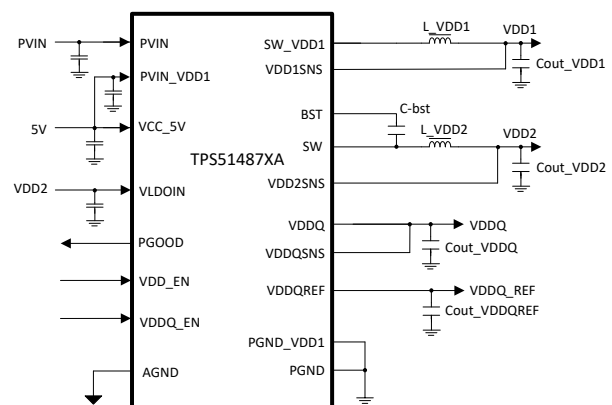 PVIN
PVIN
PVIN_VDD1
5V
VCC_5V
TPS51487XA
VDD2
VLDOIN
PGOOD
VDD_EN
VDDQ_EN
AGND
SW_VDD1
L_VDD1
VDD1
VDD1SNS
Cout_VDD1
BST
C-bst
SW
L_VDD2
VDD2
VDD2SNS
Cout_VDD2
VDDQ
VDDQ
VDDQSNS
Cout_VDDQ
VDDQREF
VDDQ_REF
Cout_VDDQREF
PGND_VDD1
PGND